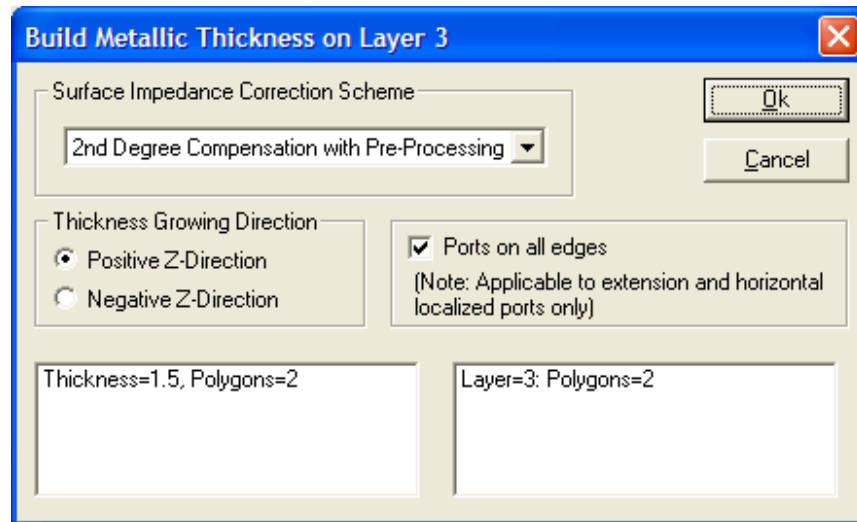 Build Metallic Thickness on Layer 3
Surface Impedance Correction Scheme
2nd Degree Compensation with Pre-Processing
Ok
Cancel
Thickness Growing Direction
Positive Z-Direction
Negative Z-Direction
Ports on all edges
(Note: Applicable to extension and horizontal
localized ports only)
Thickness=1.5, Polygons=2
Layer=3: Polygons=2